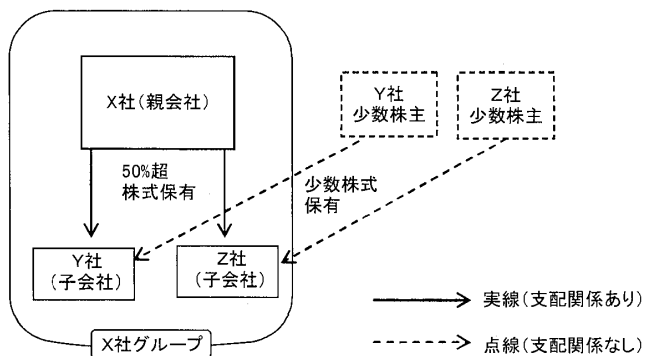 X社(親会社)
Y社
少数株主
Z社
少数株主
50%超
株式保有
少数株式
保有
Y社
(子会社)
Z社
(子会社)
実線(支配関係あり)
点線(支配関係なし)
X社グループ